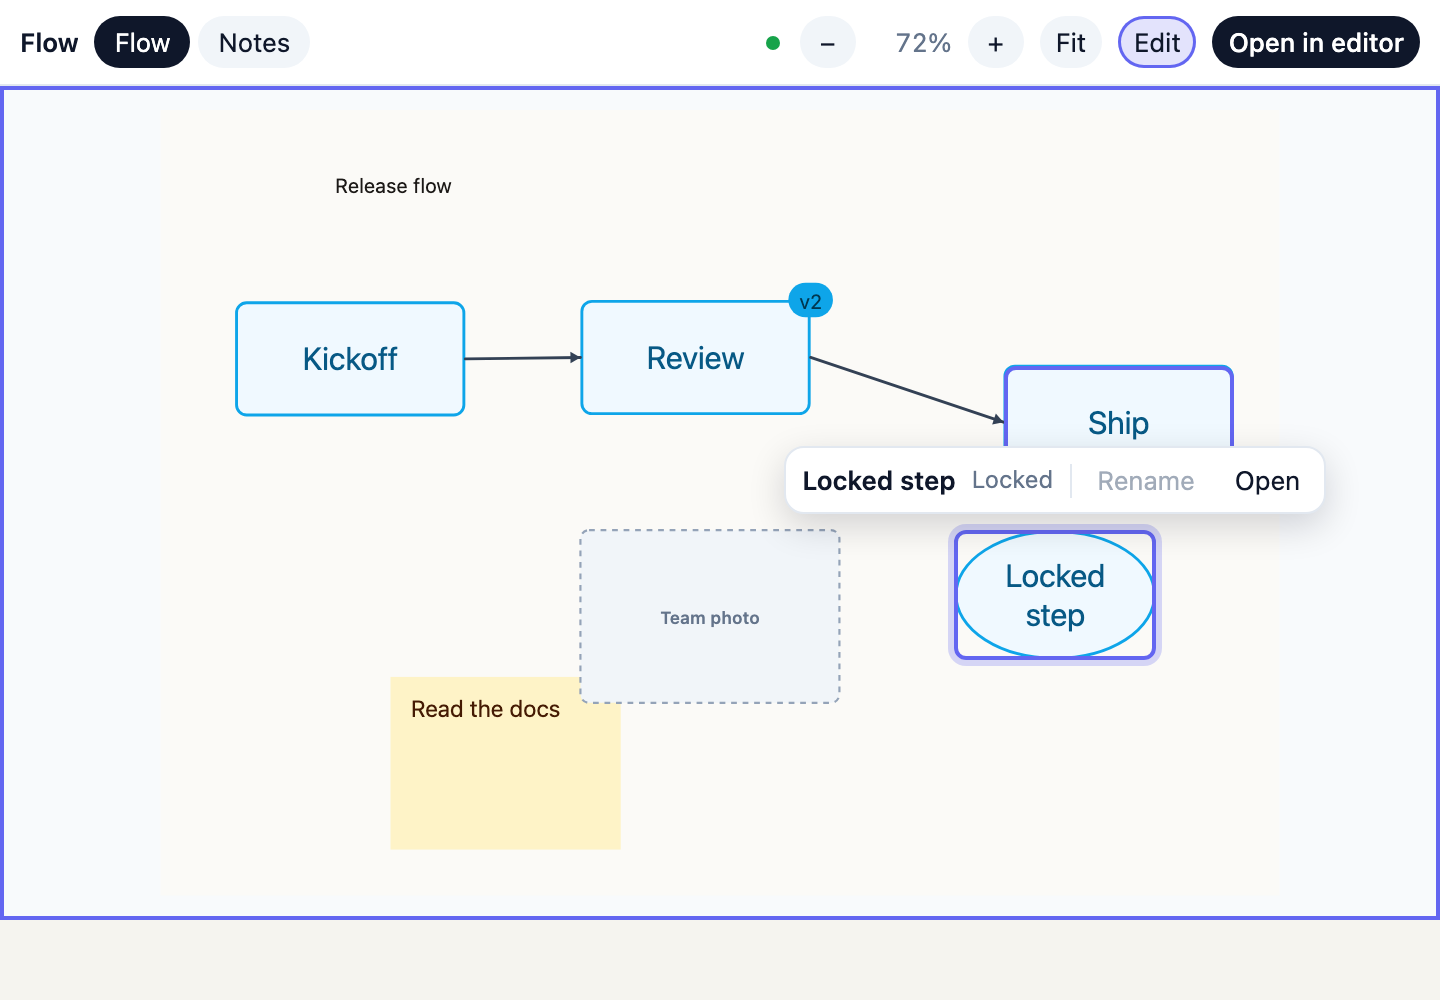 Flow Flow Notes − 72% + Fit Edit Open in editor
Release flow
v2
Kickoff Review
Ship
Locked step Locked Rename Open
Locked
step
Team photo
Read the docs